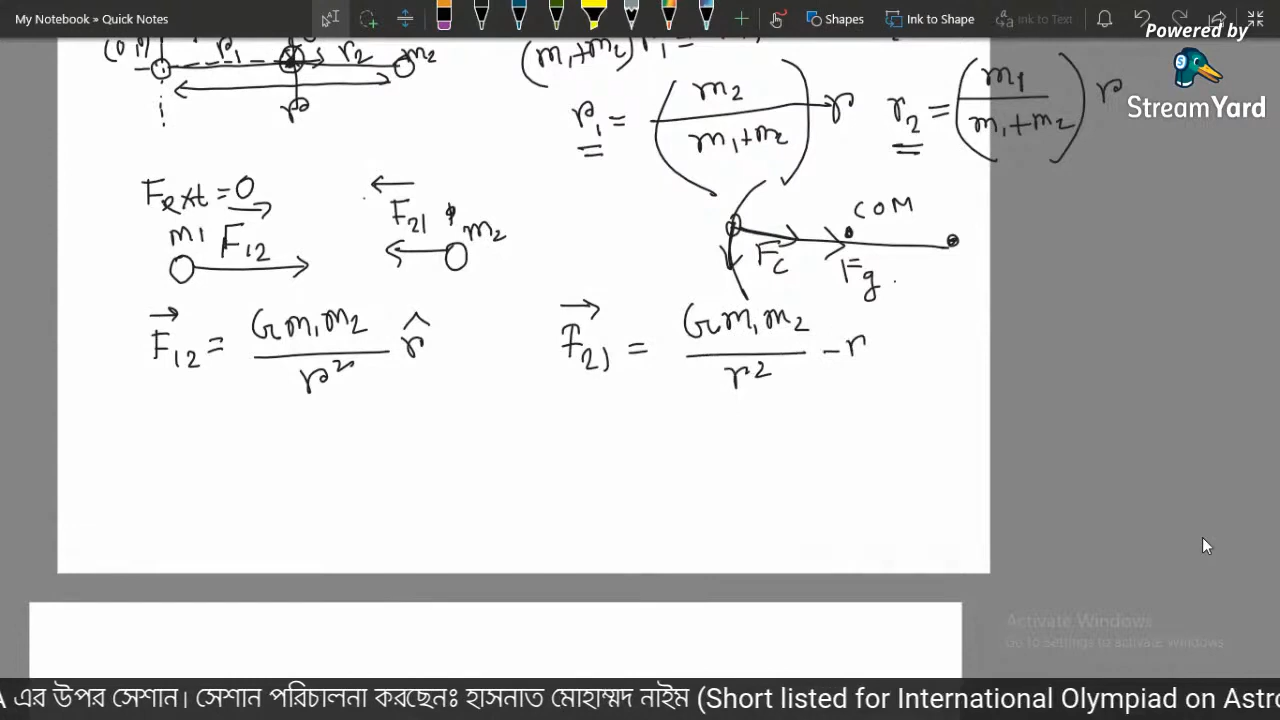 My Notebook » Quick Notes
Shapes
Ink to Shape
Ink to Text
Powered by
StreamYard
r₁ r₂ m₂
r
(m₁+m₂) r₁ =
r₁ = (m₂ / m₁+m₂) r
r₂ = (m₁ / m₁+m₂) r
Fext = 0
m₁ F₁₂
F₂₁ m₂
COM
Fc Fg
F₁₂ = Gm₁m₂ / r² r̂
F₂₁ = Gm₁m₂ / r² – r
Activate Windows
Go to Settings to activate Windows.
A এর উপর সেশান। সেশান পরিচালনা করছেনঃ হাসনাত মোহাম্মদ নাইম (Short listed for International Olympiad on Astr